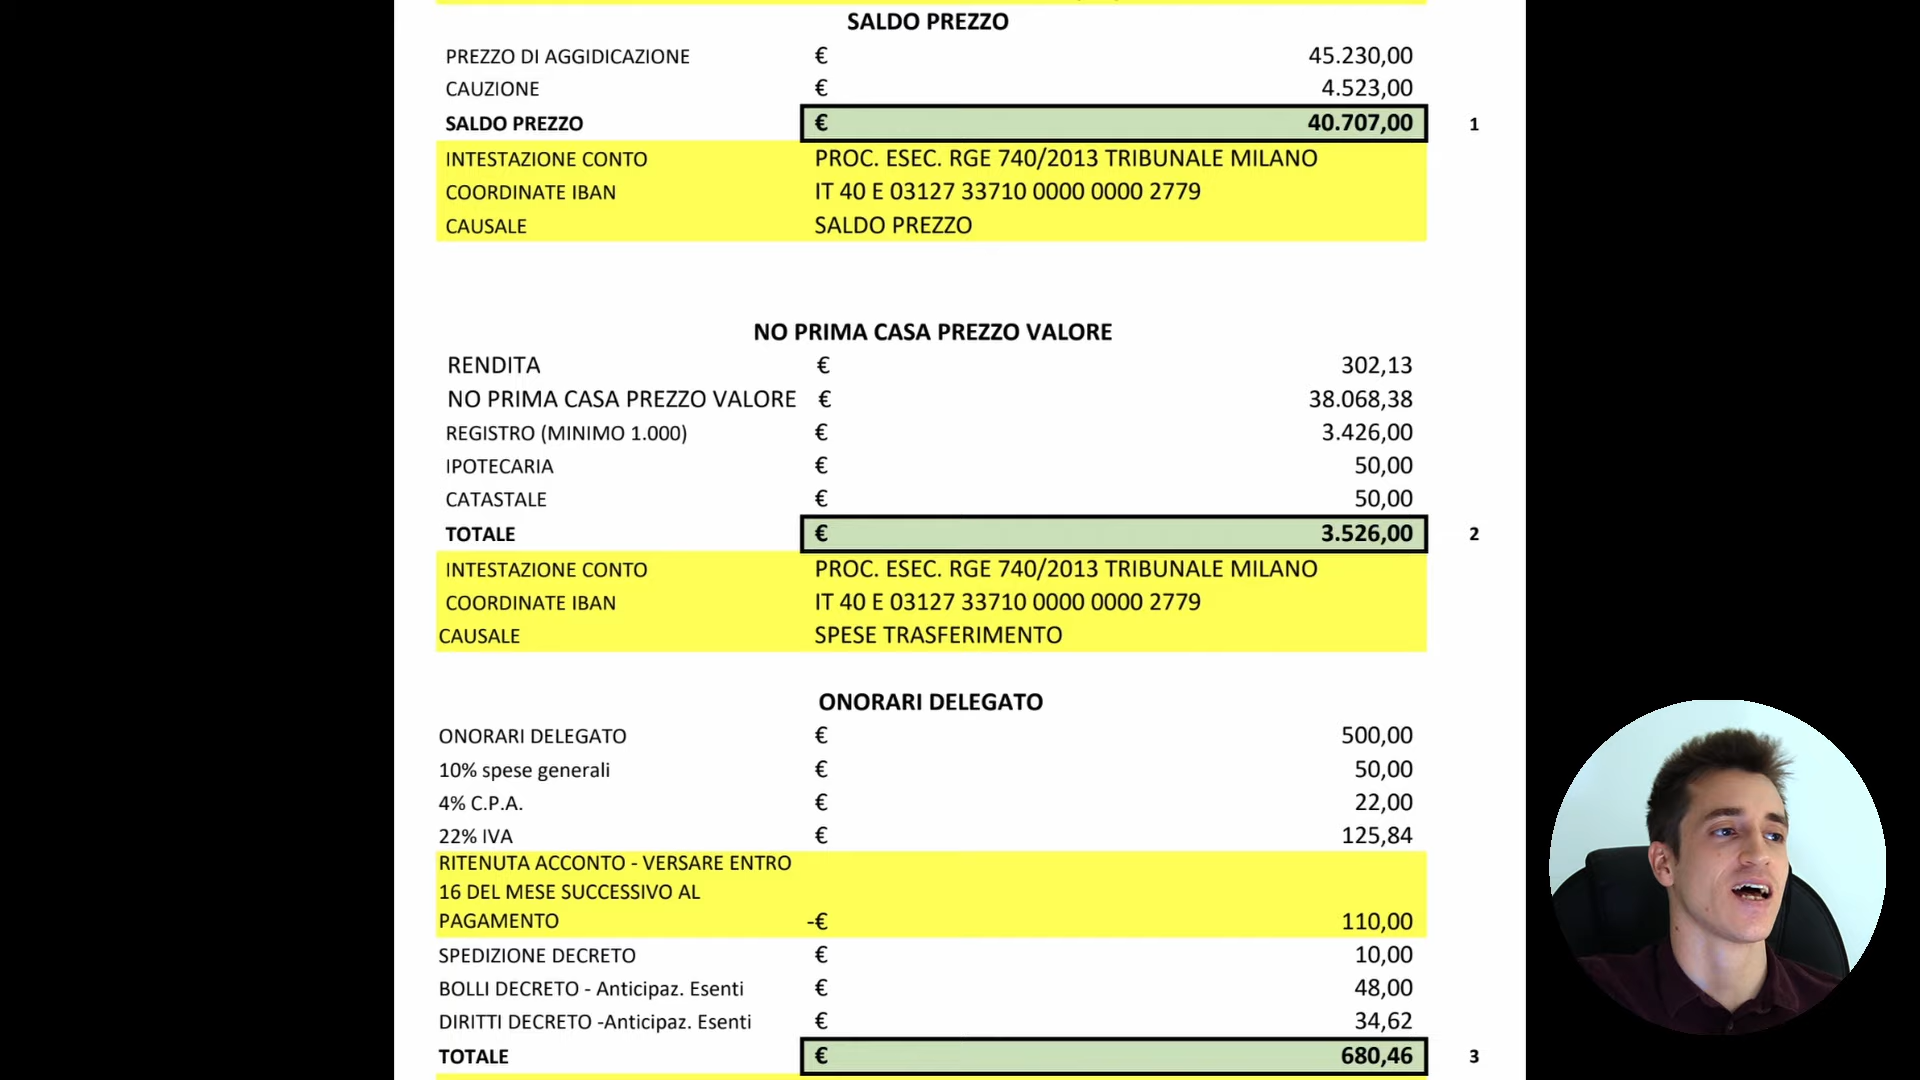 SALDO PREZZO
PREZZO DI AGGIDICAZIONE € 45.230,00
CAUZIONE € 4.523,00
SALDO PREZZO € 40.707,00 1
INTESTAZIONE CONTO PROC. ESEC. RGE 740/2013 TRIBUNALE MILANO
COORDINATE IBAN IT 40 E 03127 33710 0000 0000 2779
CAUSALE SALDO PREZZO
NO PRIMA CASA PREZZO VALORE
RENDITA € 302,13
NO PRIMA CASA PREZZO VALORE € 38.068,38
REGISTRO (MINIMO 1.000) € 3.426,00
IPOTECARIA € 50,00
CATASTALE € 50,00
TOTALE € 3.526,00 2
INTESTAZIONE CONTO PROC. ESEC. RGE 740/2013 TRIBUNALE MILANO
COORDINATE IBAN IT 40 E 03127 33710 0000 0000 2779
CAUSALE SPESE TRASFERIMENTO
ONORARI DELEGATO
ONORARI DELEGATO € 500,00
10% spese generali € 50,00
4% C.P.A. € 22,00
22% IVA € 125,84
RITENUTA ACCONTO - VERSARE ENTRO
16 DEL MESE SUCCESSIVO AL
PAGAMENTO -€ 110,00
SPEDIZIONE DECRETO € 10,00
BOLLI DECRETO - Anticipaz. Esenti € 48,00
DIRITTI DECRETO -Anticipaz. Esenti € 34,62
TOTALE € 680,46 3